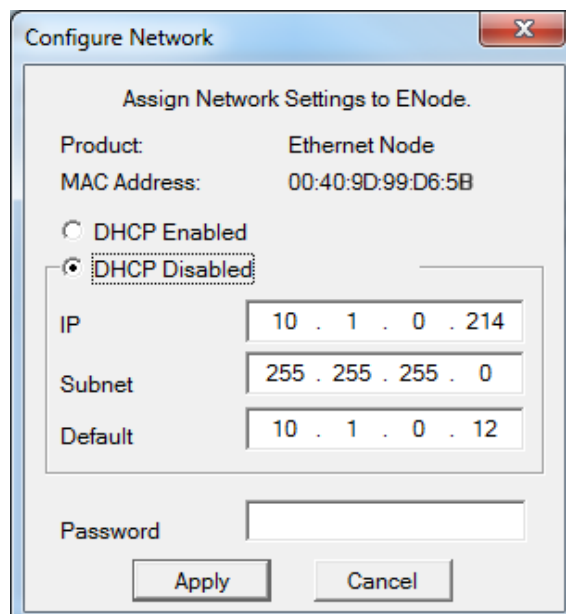 Configure Network
Assign Network Settings to ENode.
Product: Ethernet Node
MAC Address: 00:40:9D:99:D6:5B
DHCP Enabled
DHCP Disabled
IP 10 . 1 . 0 . 214
Subnet 255 . 255 . 255 . 0
Default 10 . 1 . 0 . 12
Password
Apply Cancel